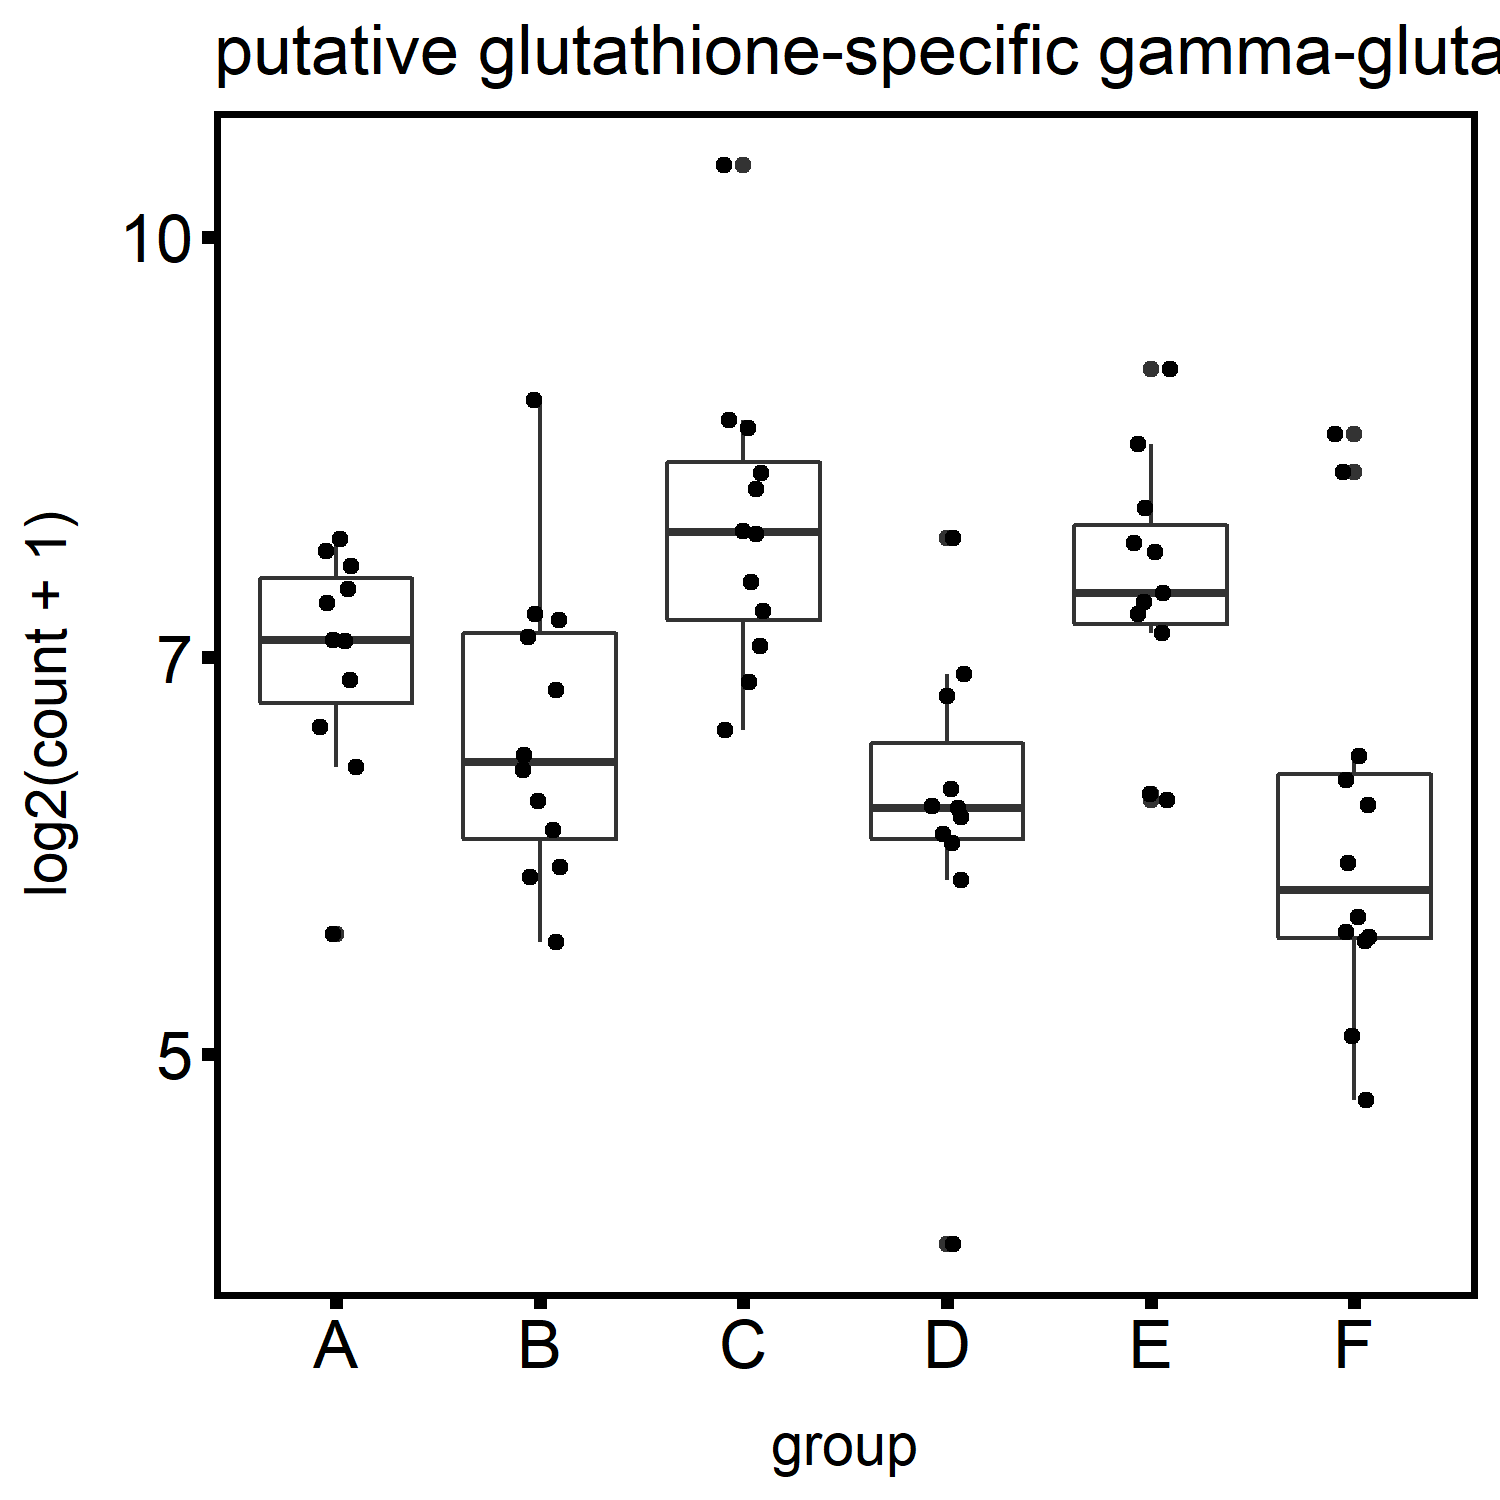 putative glutathione-specific gamma-gluta
10
7
5
log2(count + 1)
A B C D E F
group